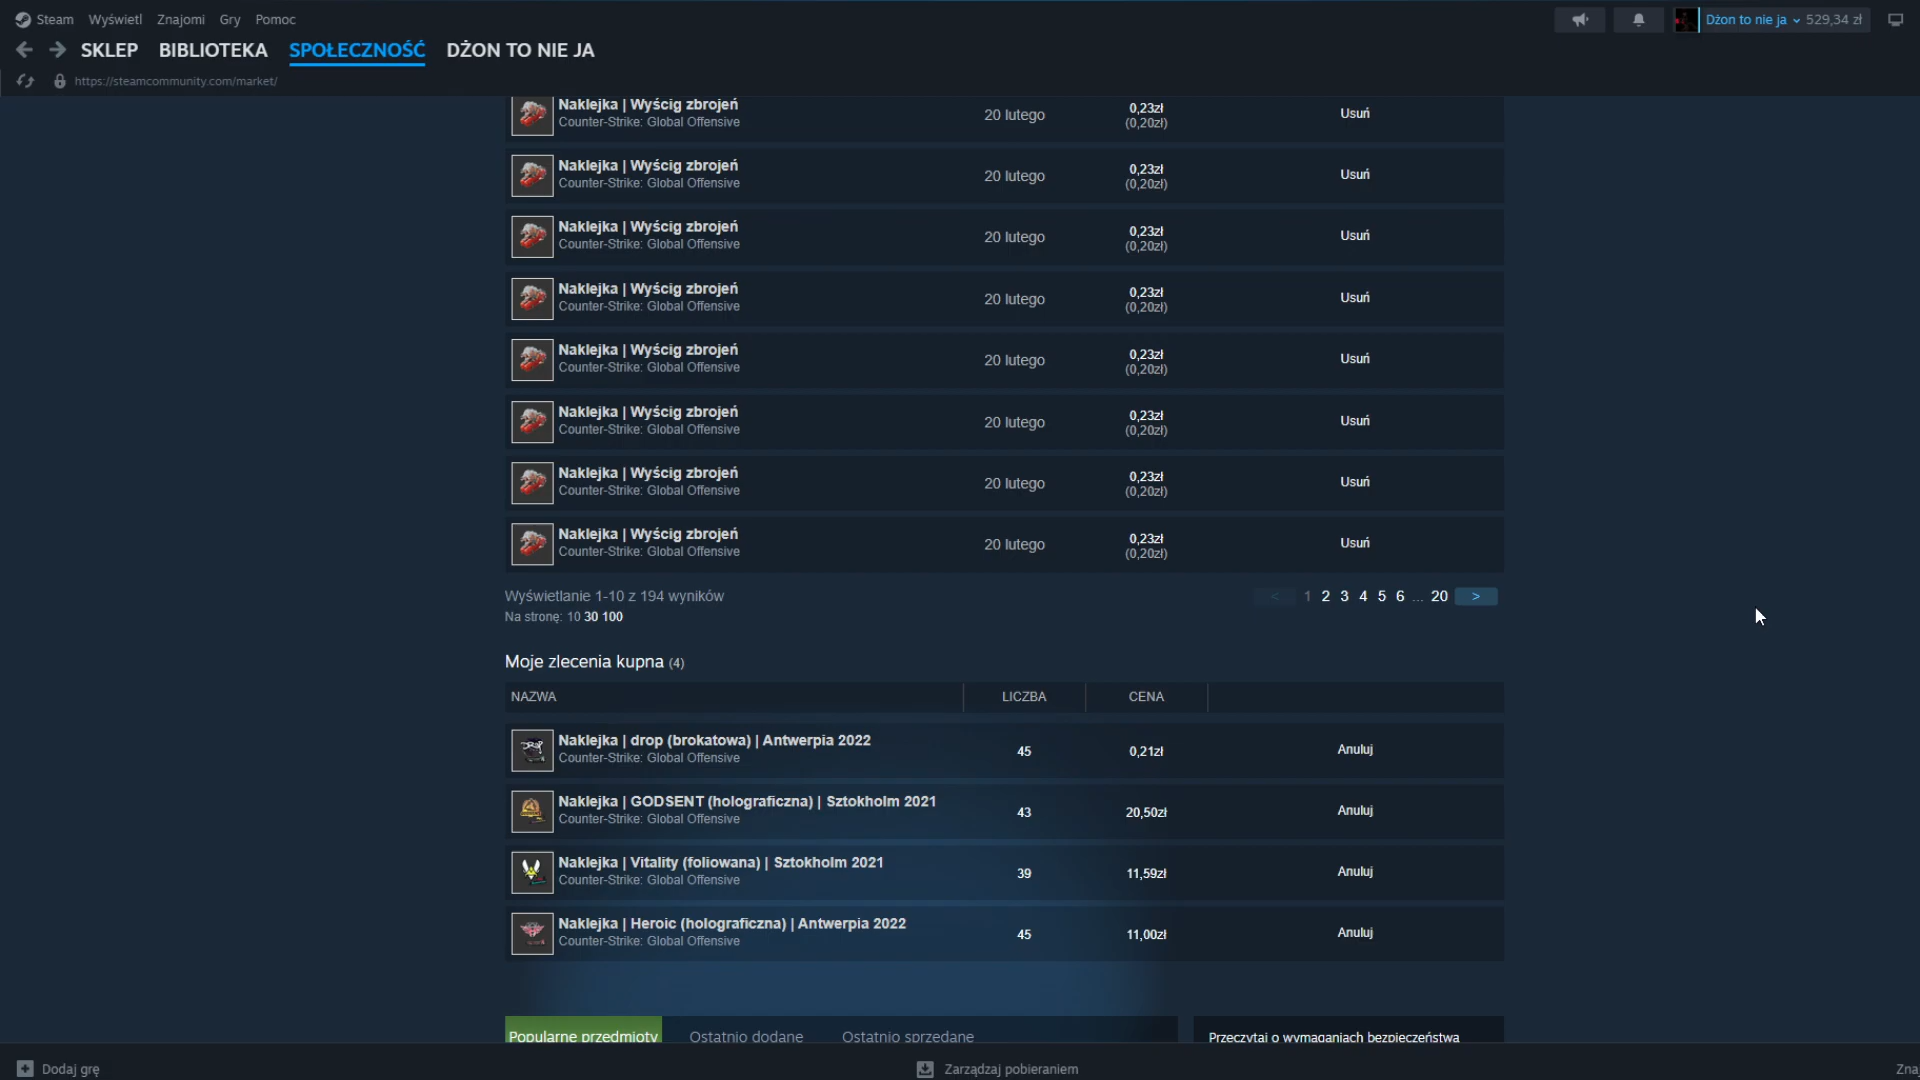 Steam Wyświetl Znajomi Gry Pomoc
Dżon to nie ja 529,34 zł
SKLEP BIBLIOTEKA SPOŁECZNOŚĆ DŻON TO NIE JA
https://steamcommunity.com/market/
Naklejka | Wyścig zbrojeń
Counter-Strike: Global Offensive
20 lutego
0,23zł
(0,20zł)
Usuń
Naklejka | Wyścig zbrojeń
Counter-Strike: Global Offensive
20 lutego
0,23zł
(0,20zł)
Usuń
Naklejka | Wyścig zbrojeń
Counter-Strike: Global Offensive
20 lutego
0,23zł
(0,20zł)
Usuń
Naklejka | Wyścig zbrojeń
Counter-Strike: Global Offensive
20 lutego
0,23zł
(0,20zł)
Usuń
Naklejka | Wyścig zbrojeń
Counter-Strike: Global Offensive
20 lutego
0,23zł
(0,20zł)
Usuń
Naklejka | Wyścig zbrojeń
Counter-Strike: Global Offensive
20 lutego
0,23zł
(0,20zł)
Usuń
Naklejka | Wyścig zbrojeń
Counter-Strike: Global Offensive
20 lutego
0,23zł
(0,20zł)
Usuń
Naklejka | Wyścig zbrojeń
Counter-Strike: Global Offensive
20 lutego
0,23zł
(0,20zł)
Usuń
Wyświetlanie 1-10 z 194 wyników
< 1 2 3 4 5 6 ... 20 >
Na stronę: 10 30 100
Moje zlecenia kupna (4)
NAZWA LICZBA CENA
Naklejka | drop (brokatowa) | Antwerpia 2022
Counter-Strike: Global Offensive
45
0,21zł
Anuluj
Naklejka | GODSENT (holograficzna) | Sztokholm 2021
Counter-Strike: Global Offensive
43
20,50zł
Anuluj
Naklejka | Vitality (foliowana) | Sztokholm 2021
Counter-Strike: Global Offensive
39
11,59zł
Anuluj
Naklejka | Heroic (holograficzna) | Antwerpia 2022
Counter-Strike: Global Offensive
45
11,00zł
Anuluj
Popularne przedmioty Ostatnio dodane Ostatnio sprzedane
Przeczytaj o wymaganiach bezpieczeństwa
Dodaj grę Zarządzaj pobieraniem Zna